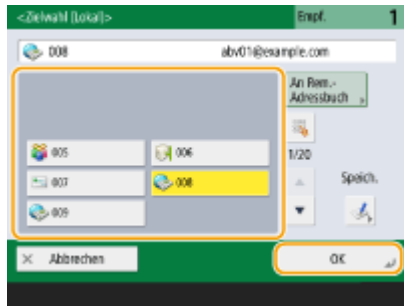 <Zielwahl (Lokal)>
Empf. 1
008 abv01@example.com
An Rem.-
Adressbuch
005
006
1/20
007
008
Speich.
009
× Abbrechen
OK